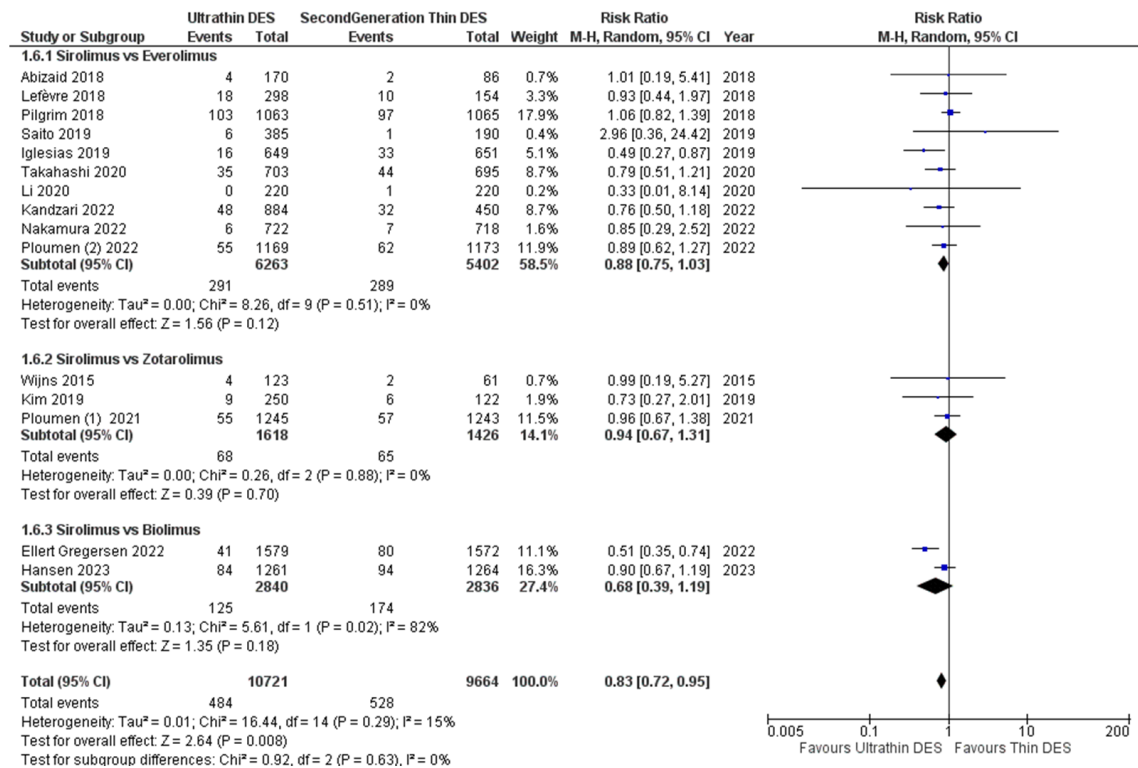 Ultrathin DES SecondGeneration Thin DES Risk Ratio Risk Ratio
Study or Subgroup Events Total Events Total Weight M-H, Random, 95% CI Year M-H, Random, 95% CI
1.6.1 Sirolimus vs Everolimus
Abizaid 2018 4 170 2 86 0.7% 1.01 [0.19, 5.41] 2018
Lefèvre 2018 18 298 10 154 3.3% 0.93 [0.44, 1.97] 2018
Pilgrim 2018 103 1063 97 1065 17.9% 1.06 [0.82, 1.39] 2018
Saito 2019 6 385 1 190 0.4% 2.96 [0.36, 24.42] 2019
Iglesias 2019 16 649 33 651 5.1% 0.49 [0.27, 0.87] 2019
Takahashi 2020 35 703 44 695 8.7% 0.79 [0.51, 1.21] 2020
Li 2020 0 220 1 220 0.2% 0.33 [0.01, 8.14] 2020
Kandzari 2022 48 884 32 450 8.7% 0.76 [0.50, 1.18] 2022
Nakamura 2022 6 722 7 718 1.6% 0.85 [0.29, 2.52] 2022
Ploumen (2) 2022 55 1169 62 1173 11.9% 0.89 [0.62, 1.27] 2022
Subtotal (95% CI) 6263 5402 58.5% 0.88 [0.75, 1.03]
Total events 291 289
Heterogeneity: Tau² = 0.00; Chi² = 8.26, df = 9 (P = 0.51); I² = 0%
Test for overall effect: Z = 1.56 (P = 0.12)
1.6.2 Sirolimus vs Zotarolimus
Wijns 2015 4 123 2 61 0.7% 0.99 [0.19, 5.27] 2015
Kim 2019 9 250 6 122 1.9% 0.73 [0.27, 2.01] 2019
Ploumen (1) 2021 55 1245 57 1243 11.5% 0.96 [0.67, 1.38] 2021
Subtotal (95% CI) 1618 1426 14.1% 0.94 [0.67, 1.31]
Total events 68 65
Heterogeneity: Tau² = 0.00; Chi² = 0.26, df = 2 (P = 0.88); I² = 0%
Test for overall effect: Z = 0.39 (P = 0.70)
1.6.3 Sirolimus vs Biolimus
Ellert Gregersen 2022 41 1579 80 1572 11.1% 0.51 [0.35, 0.74] 2022
Hansen 2023 84 1261 94 1264 16.3% 0.90 [0.67, 1.19] 2023
Subtotal (95% CI) 2840 2836 27.4% 0.68 [0.39, 1.19]
Total events 125 174
Heterogeneity: Tau² = 0.13; Chi² = 5.61, df = 1 (P = 0.02); I² = 82%
Test for overall effect: Z = 1.35 (P = 0.18)
Total (95% CI) 10721 9664 100.0% 0.83 [0.72, 0.95]
Total events 484 528
Heterogeneity: Tau² = 0.01; Chi² = 16.44, df = 14 (P = 0.29); I² = 15%
Test for overall effect: Z = 2.64 (P = 0.008)
Test for subgroup differences: Chi² = 0.92, df = 2 (P = 0.63), I² = 0%
0.005 0.1 1 10 200
Favours Ultrathin DES Favours Thin DES